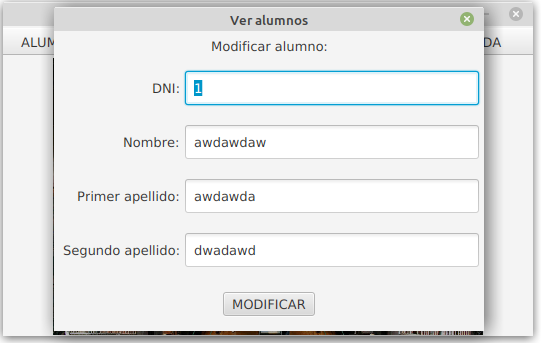 Ver alumnos
ALUM
DA
Modificar alumno:
DNI: 1
Nombre: awdawdaw
Primer apellido: awdawda
Segundo apellido: dwadawd
MODIFICAR